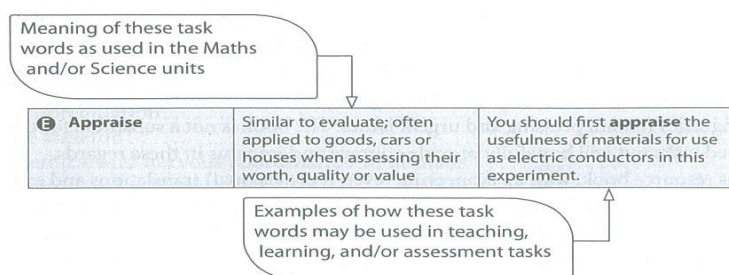 Meaning of these task
words as used in the Maths
and/or Science units
E Appraise
Similar to evaluate; often
applied to goods, cars or
houses when assessing their
worth, quality or value
You should first appraise the
usefulness of materials for use
as electric conductors in this
experiment.
Examples of how these task
words may be used in teaching,
learning, and/or assessment tasks